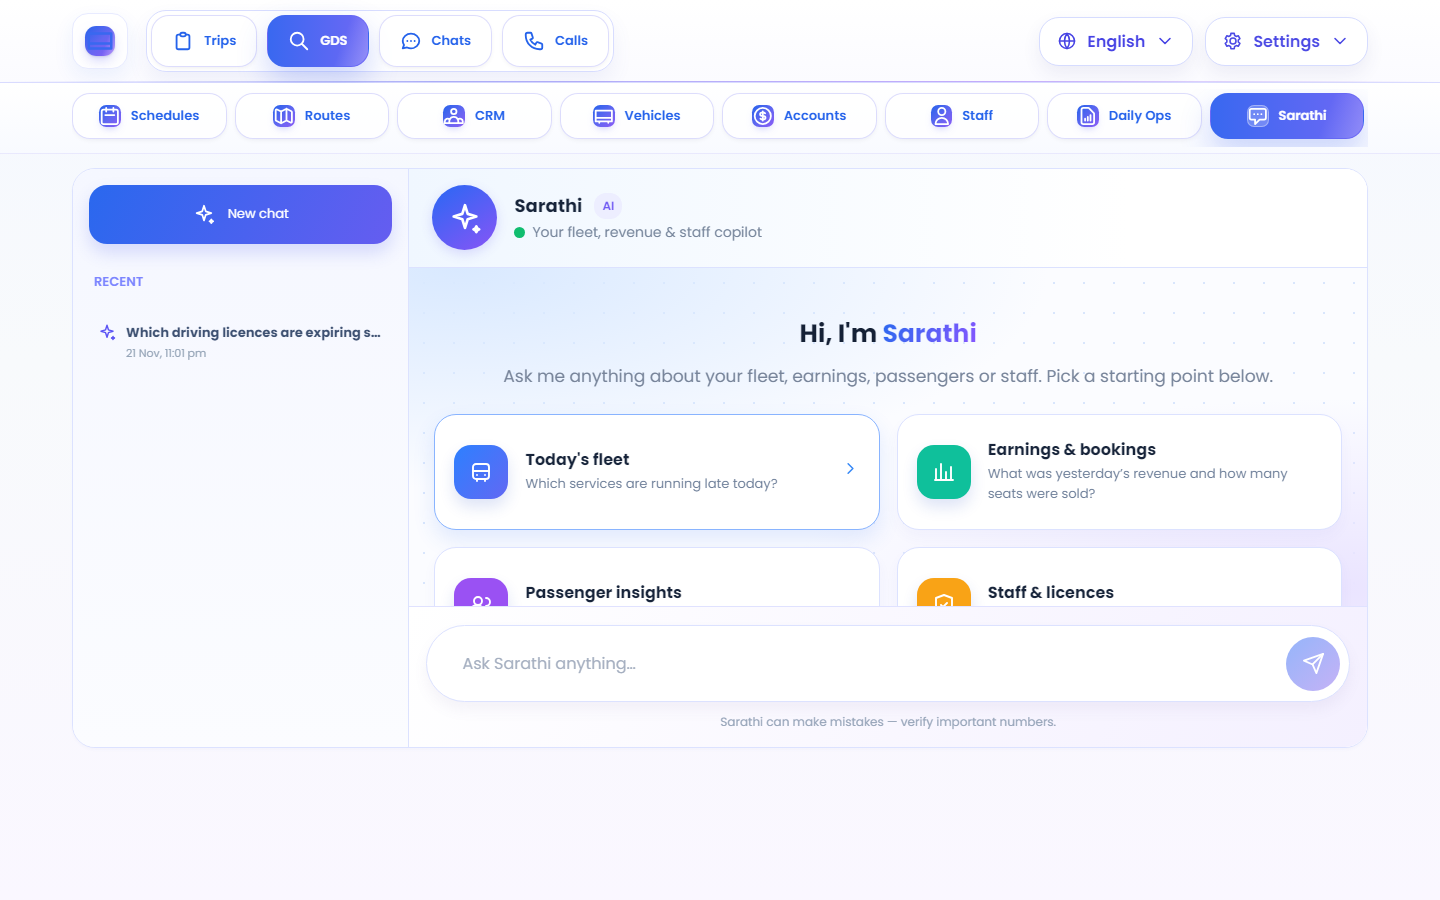 Trips
GDS
Chats
Calls
English
Settings
Schedules
Routes
CRM
Vehicles
Accounts
Staff
Daily Ops
Sarathi
New chat
RECENT
Which driving licences are expiring s...
21 Nov, 11:01 pm
Sarathi AI
Your fleet, revenue & staff copilot
Hi, I'm Sarathi
Ask me anything about your fleet, earnings, passengers or staff. Pick a starting point below.
Today's fleet
Which services are running late today?
Earnings & bookings
What was yesterday's revenue and how many
seats were sold?
Passenger insights
Staff & licences
Ask Sarathi anything...
Sarathi can make mistakes — verify important numbers.